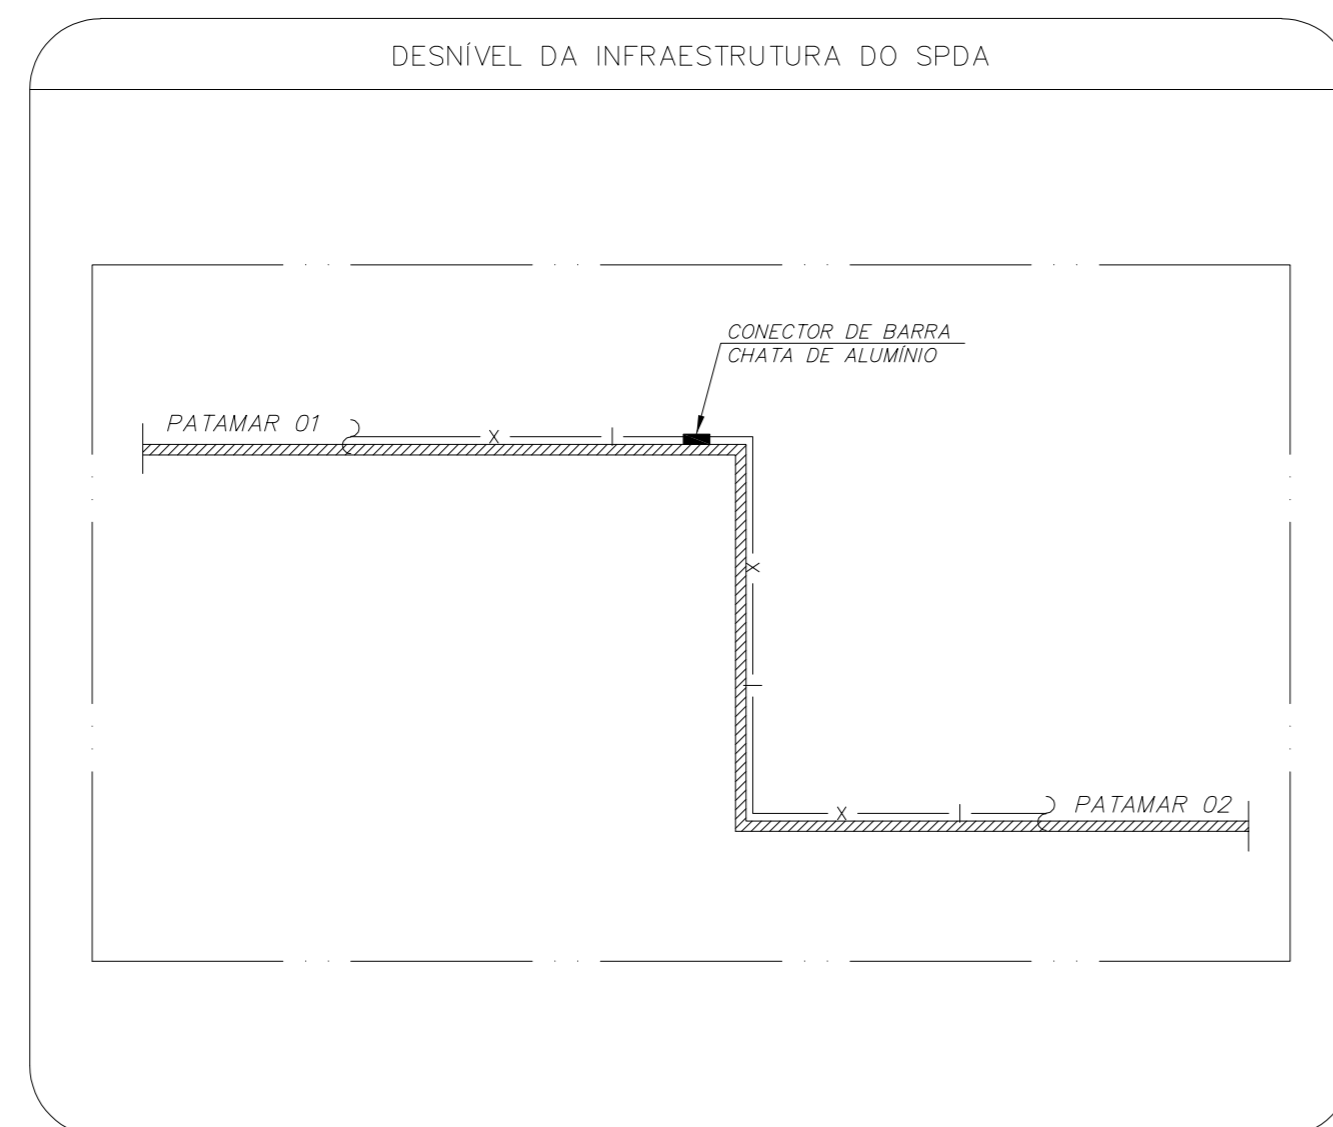 DESNÍVEL DA INFRAESTRUTURA DO SPDA
CONECTOR DE BARRA
CHATA DE ALUMÍNIO
PATAMAR 01
PATAMAR 02